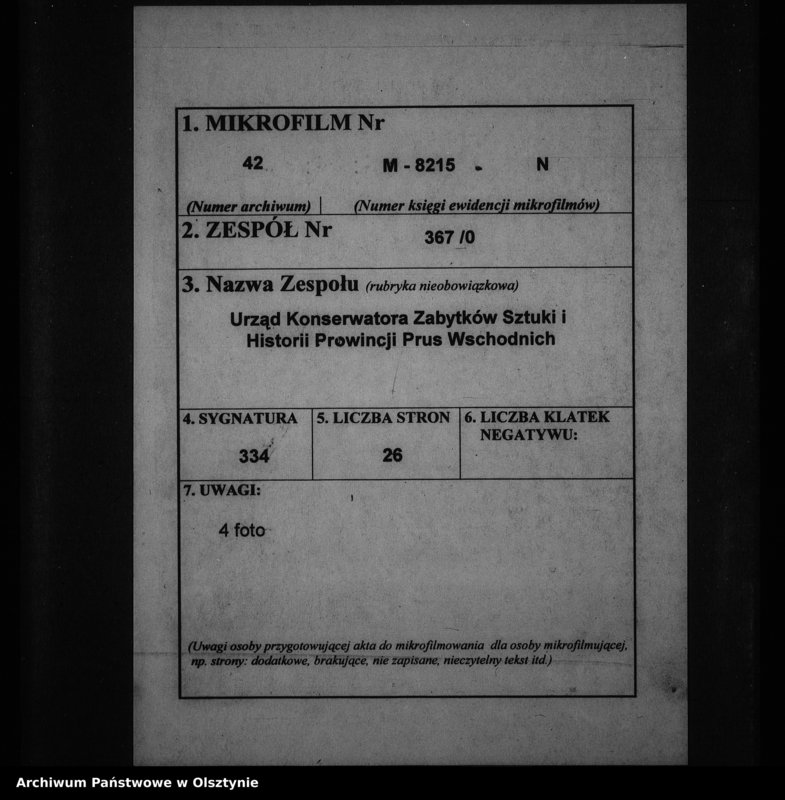 1. MIKROFILM Nr
42 M - 8215 - N
(Numer archiwum) (Numer księgi ewidencji mikrofilmów)
2. ZESPÓŁ Nr
367 /0
3. Nazwa Zespołu (rubryka nieobowiązkowa)
Urząd Konserwatora Zabytków Sztuki i
Historii Prowincji Prus Wschodnich
4. SYGNATURA 5. LICZBA STRON 6. LICZBA KLATEK
NEGATYWU:
334 26
7. UWAGI:
4 foto
(Uwagi osoby przygotowującej akta do mikrofilmowania dla osoby mikrofilmującej,
np. strony: dodatkowe, brakujące, nie zapisane, nieczytelny tekst itd.)
Archiwum Państwowe w Olsztynie